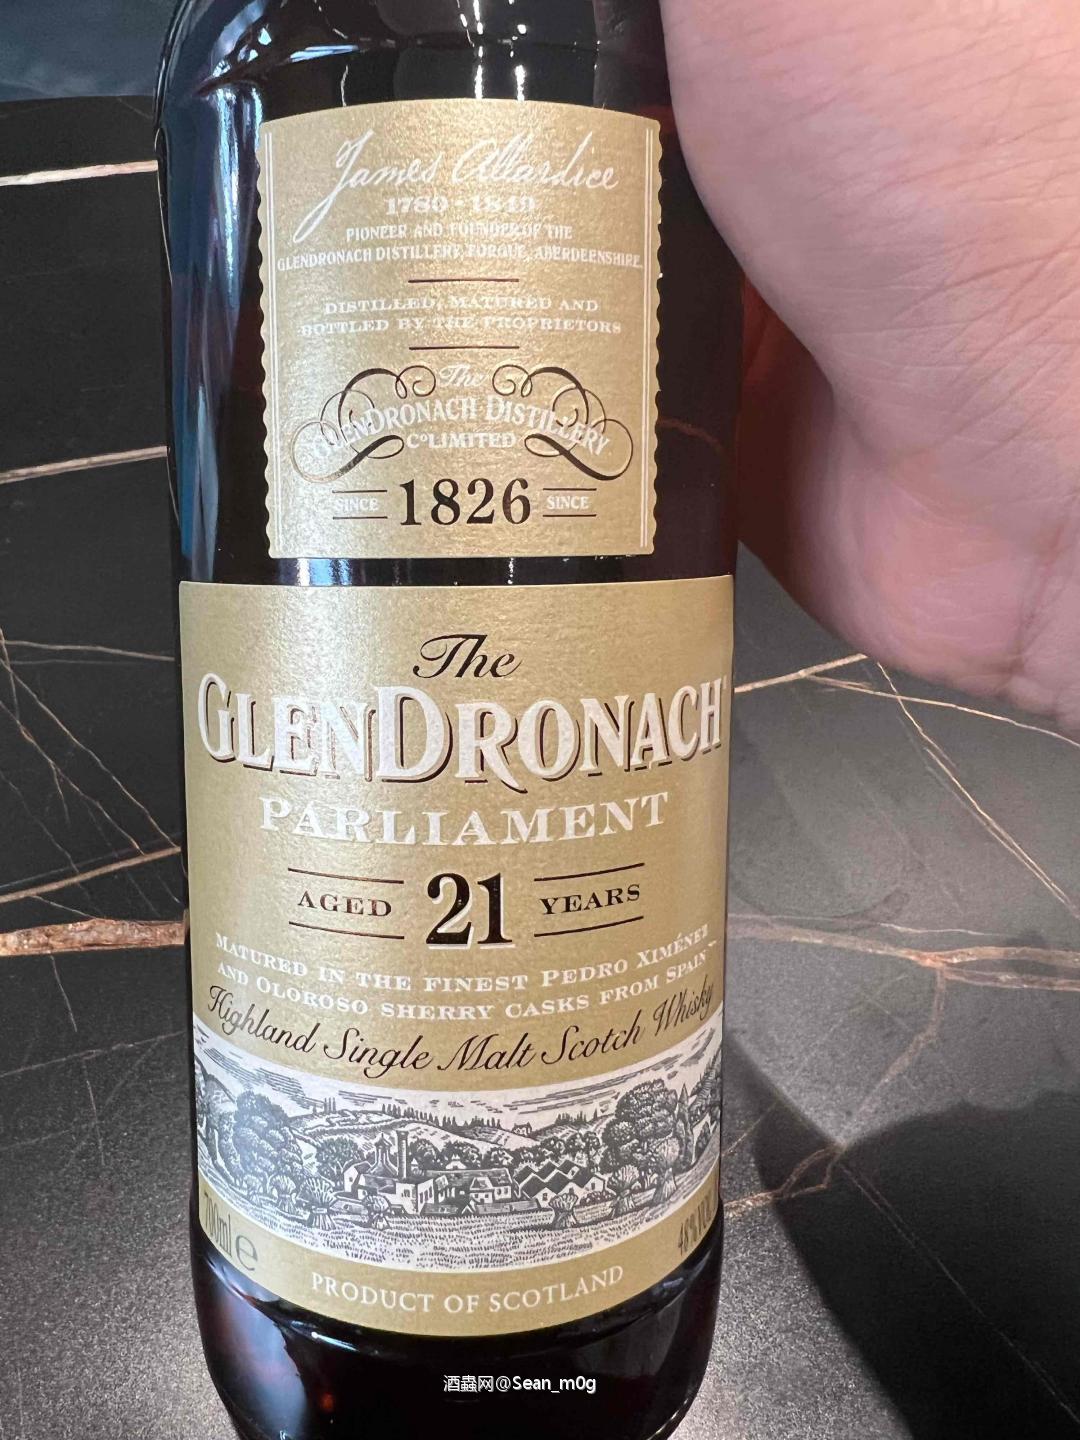 James Allardice
1780 - 1849
PIONEER AND FOUNDER OF THE
GLENDRONACH DISTILLERY, FORGUE, ABERDEENSHIRE.
DISTILLED, MATURED AND
BOTTLED BY THE PROPRIETORS
The
GLENDRONACH DISTILLERY
Co LIMITED
SINCE 1826 SINCE
The
GLENDRONACH
PARLIAMENT
AGED 21 YEARS
MATURED IN THE FINEST PEDRO XIMÉNEZ
AND OLOROSO SHERRY CASKS FROM SPAIN
Highland Single Malt Scotch Whisky
700ml e 48% VOL
PRODUCT OF SCOTLAND
酒蟲网@Sean_m0g